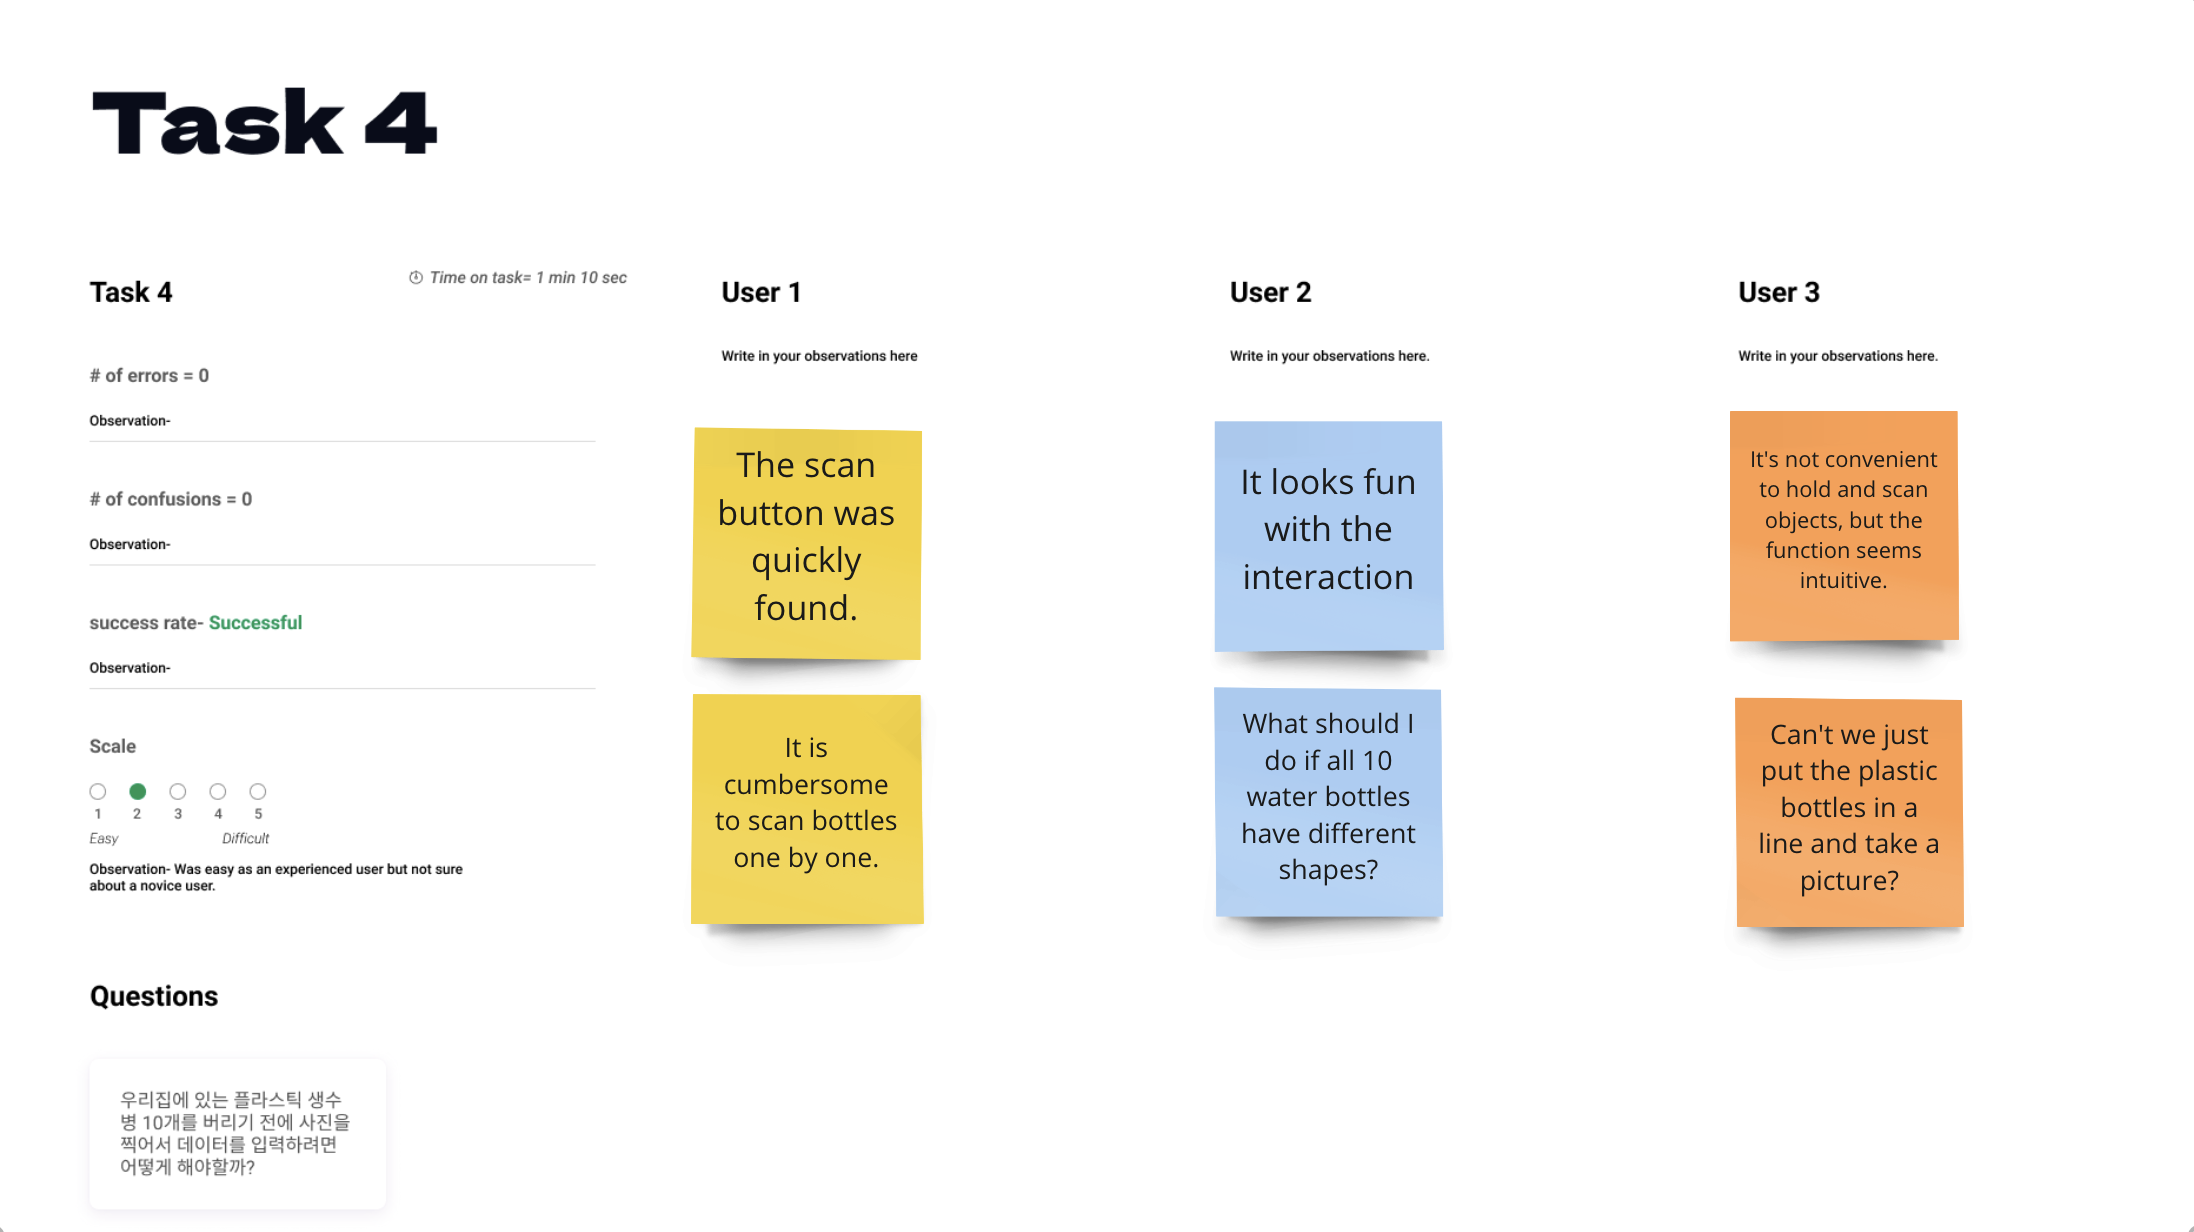 Task 4
Task 4
Time on task= 1 min 10 sec
# of errors = 0
Observation-
# of confusions = 0
Observation-
success rate- Successful
Observation-
Scale
1 2 3 4 5
Easy Difficult
Observation- Was easy as an experienced user but not sure
about a novice user.
Questions
우리집에 있는 플라스틱 생수
병 10개를 버리기 전에 사진을
찍어서 데이터를 입력하려면
어떻게 해야할까?
User 1
Write in your observations here
The scan
button was
quickly
found.
It is
cumbersome
to scan bottles
one by one.
User 2
Write in your observations here.
It looks fun
with the
interaction
What should I
do if all 10
water bottles
have different
shapes?
User 3
Write in your observations here.
It's not convenient
to hold and scan
objects, but the
function seems
intuitive.
Can't we just
put the plastic
bottles in a
line and take a
picture?